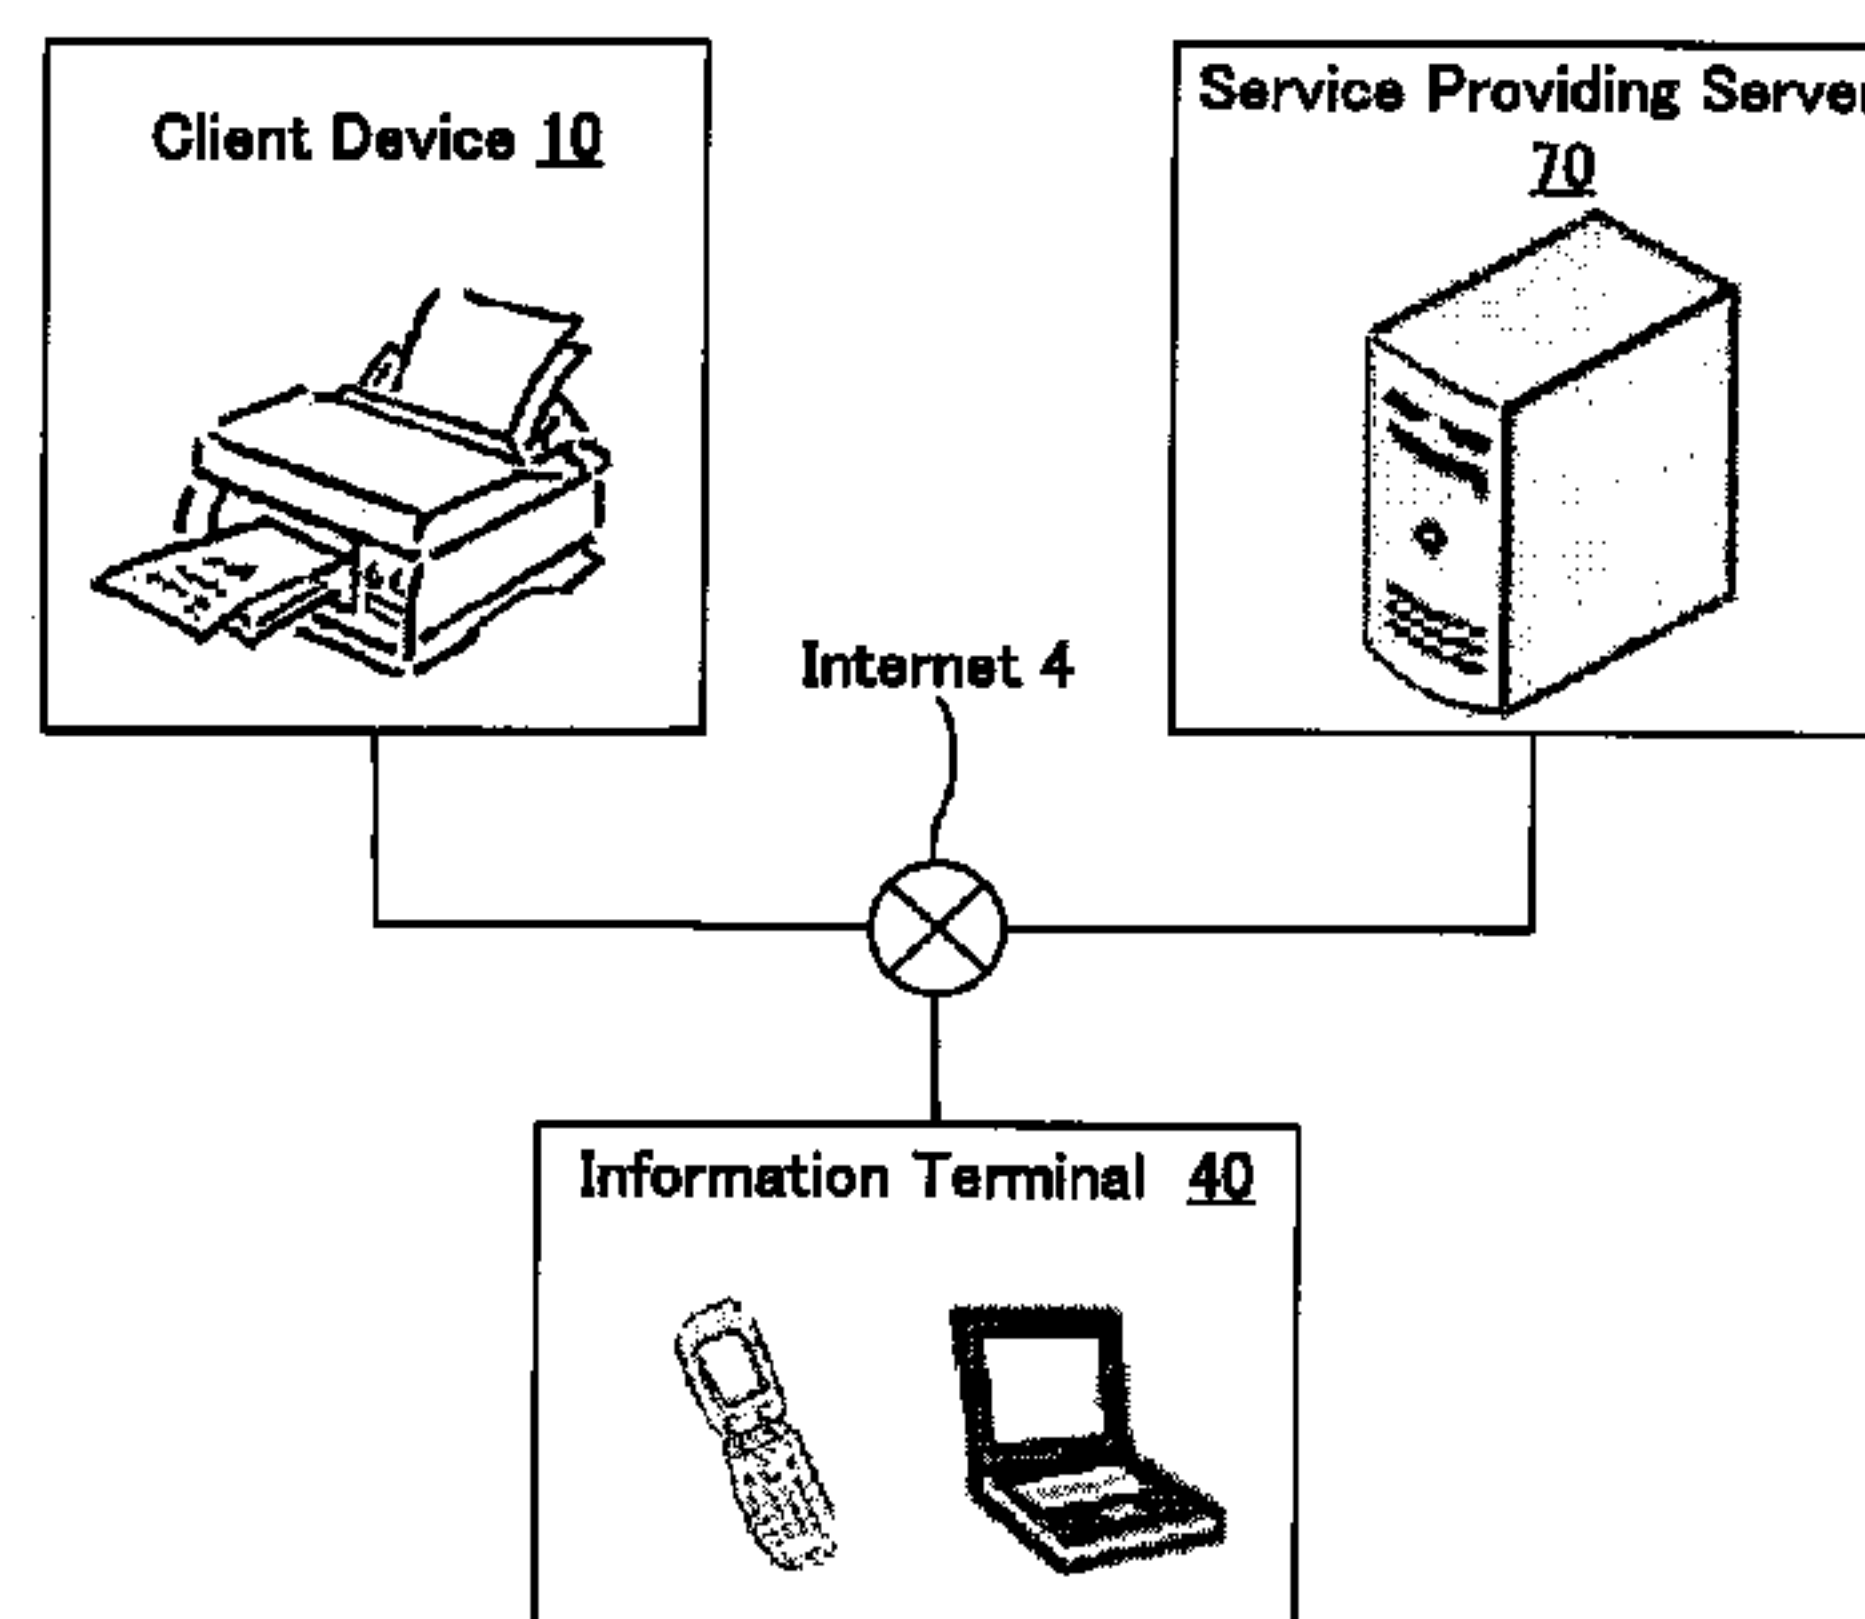 Client Device 10
Service Providing Server
70
Internet 4
Information Terminal 40